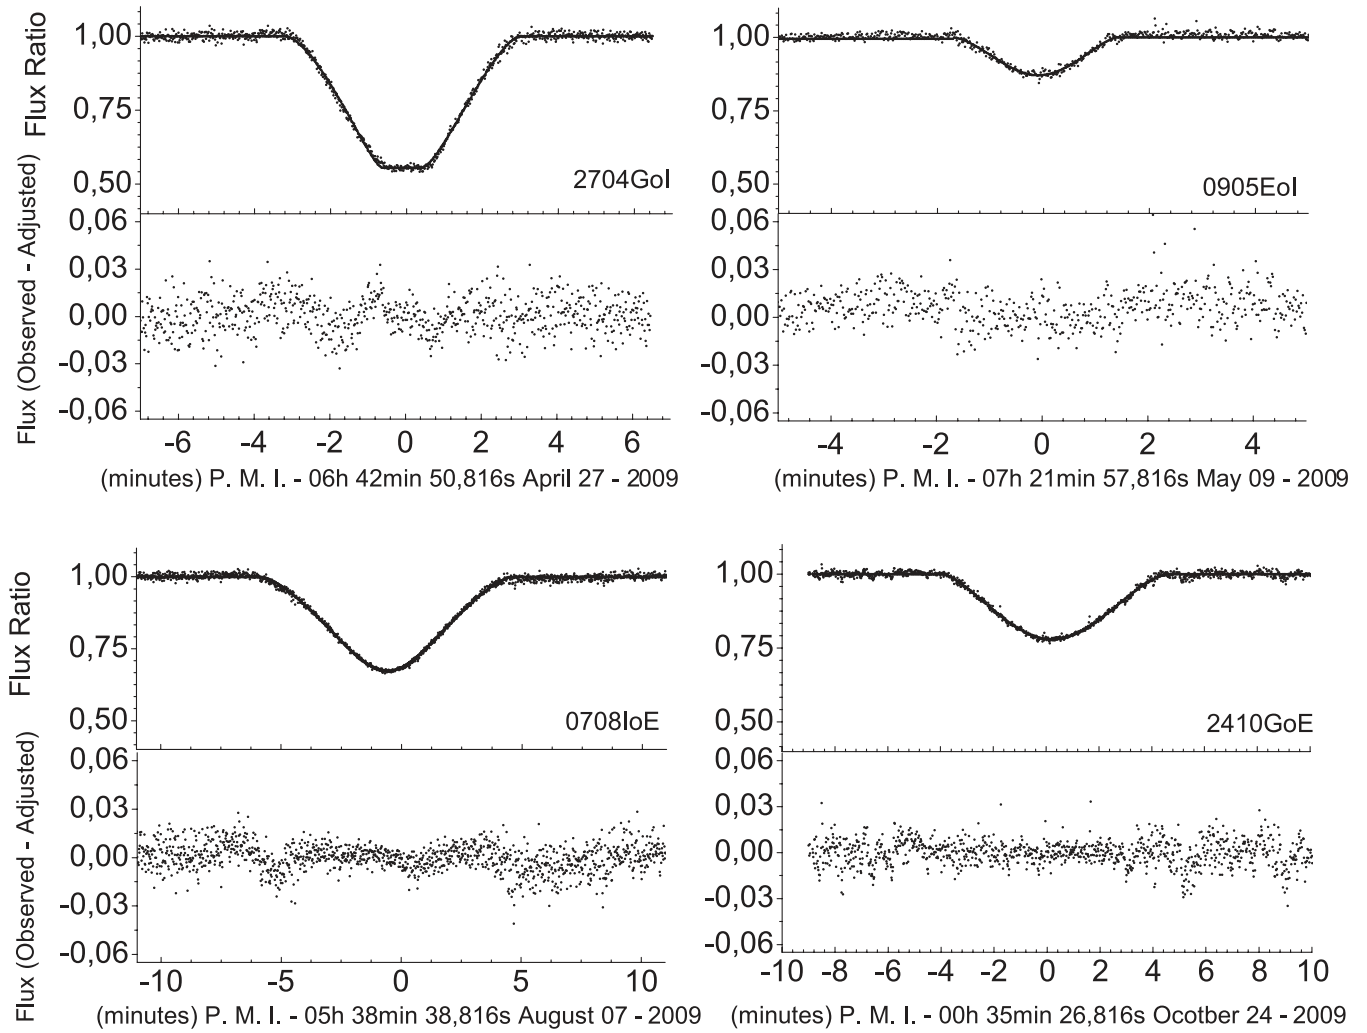 Flux Ratio
1,00
0,75
0,50
2704GoI
Flux (Observed - Adjusted)
0.06
0.03
0.00
-0.03
-0.06
-6 -4 -2 0 2 4 6
(minutes) P. M. I. - 06h 42min 50,816s April 27 - 2009
1.00
0.75
0,50
0905EoI
0.06
0.03
0.00
-0.03
-0.06
-4 -2 0 2 4
(minutes) P. M. I. - 07h 21min 57,816s May 09 - 2009
Flux Ratio
1,00
0,75
0,50
0708IoE
Flux (Observed - Adjusted)
0,06
0,03
0,00
-0,03
-0,06
-10 -5 0 5 10
(minutes) P. M. I. - 05h 38min 38,816s August 07 - 2009
1,00
0,75
0,50
2410GoE
0,06
0,03
0,00
-0,03
-0,06
-10 -8 -6 -4 -2 0 2 4 6 8 10
(minutes) P. M. I. - 00h 35min 26,816s Ocotber 24 - 2009